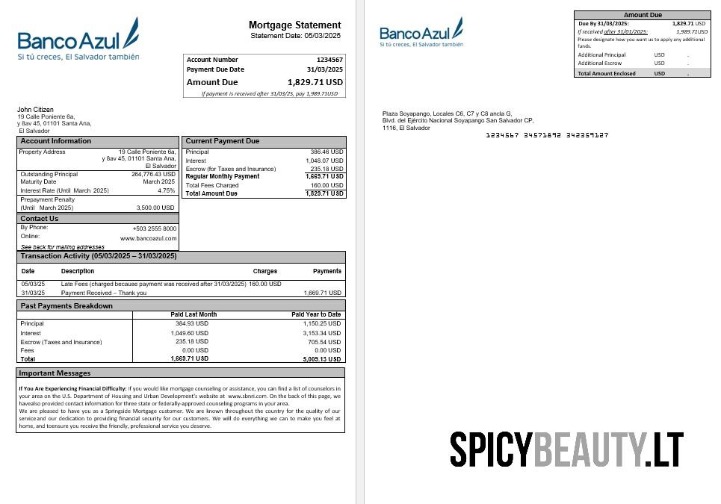 BancoAzul
Si tú creces, El Salvador también
Mortgage Statement
Statement Date: 05/03/2025
Account Number 1234567
Payment Due Date 31/03/2025
Amount Due 1,829.71 USD
If payment is received after 31/03/25, pay 1,989.71USD
John Citizen
19 Calle Poniente 6a,
y 8av 45, 01101 Santa Ana,
El Salvador
Account Information
Property Address 19 Calle Poniente 6a,
y 8av 45, 01101 Santa Ana,
El Salvador
Outstanding Principal 264,776.43 USD
Maturity Date March 2025
Interest Rate (Until March 2025) 4.75%
Prepayment Penalty
(Until March 2025) 3,500.00 USD
Contact Us
By Phone: +503 2555 8000
Online: www.bancoazul.com
See back for mailing addresses
Current Payment Due
Principal 386.46 USD
Interest 1,048.07 USD
Escrow (for Taxes and Insurance) 235.18 USD
Regular Monthly Payment 1,669.71 USD
Total Fees Charged 160.00 USD
Total Amount Due 1,829.71 USD
Transaction Activity (05/03/2025 – 31/03/2025)
Date Description Charges Payments
05/03/25 Late Fees (charged because payment was received after 31/03/2025) 160,00 USD
31/03/25 Payment Received – Thank you 1,669.71 USD
Past Payments Breakdown
Paid Last Month Paid Year to Date
Principal 384.93 USD 1,150.25 USD
Interest 1,049.60 USD 3,153.34 USD
Escrow (Taxes and Insurance) 235.18 USD 705.54 USD
Fees 0.00 USD 0.00 USD
Total 1,669.71 USD 5,009.13 USD
Important Messages
If You Are Experiencing Financial Difficulty: If you would like mortgage counseling or assistance, you can find a list of counselors in
your area on the U.S. Department of Housing and Urban Development's website at www.sbnri.com. On the back of this page, we
havealso provided contact information for three state or federally-approved counseling programs in your area.
We are pleased to have you as a Springside Mortgage customer. We are known throughout the country for the quality of our
service and our dedication to providing financial security for our customers. We will do everything we can to make you feel at
home, and toensure you receive the friendly, professional service you deserve.
BancoAzul
Si tú creces, El Salvador también
Amount Due
Due By 31/03/2025: 1,829.71 USD
If received after 31/01/2025: 1,989.71USD
Please designate how you want us to apply any additional
funds.
Additional Principal USD .
Additional Escrow USD .
Total Amount Enclosed USD .
Plaza Soyapango, Locales C6, C7 y C8 ancla G,
Blvd. del Ejército Nacional Soyapango San Salvador CP.
1116, El Salvador
1234567 34571892 342359127
SPICYBEAUTY.LT